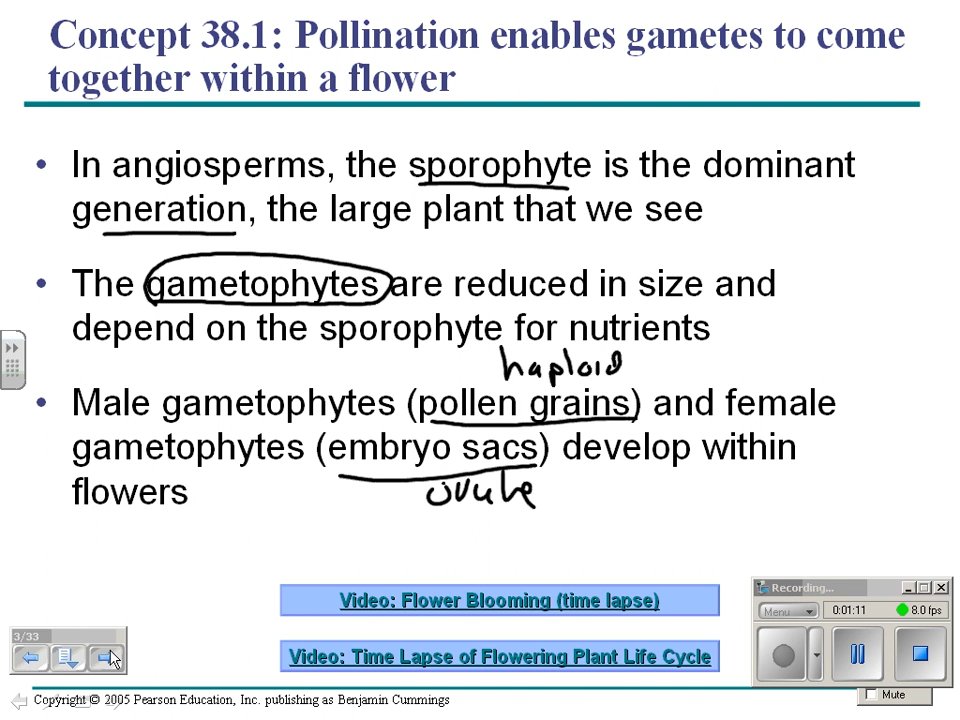 Concept 38.1: Pollination enables gametes to come
together within a flower
• In angiosperms, the sporophyte is the dominant
generation, the large plant that we see
• The gametophytes are reduced in size and
depend on the sporophyte for nutrients
haploid
• Male gametophytes (pollen grains) and female
gametophytes (embryo sacs) develop within
flowers
ovule
Video: Flower Blooming (time lapse)
Recording...
Menu
0:01:11
8.0 fps
3/33
Video: Time Lapse of Flowering Plant Life Cycle
Mute
Copyright © 2005 Pearson Education, Inc. publishing as Benjamin Cummings